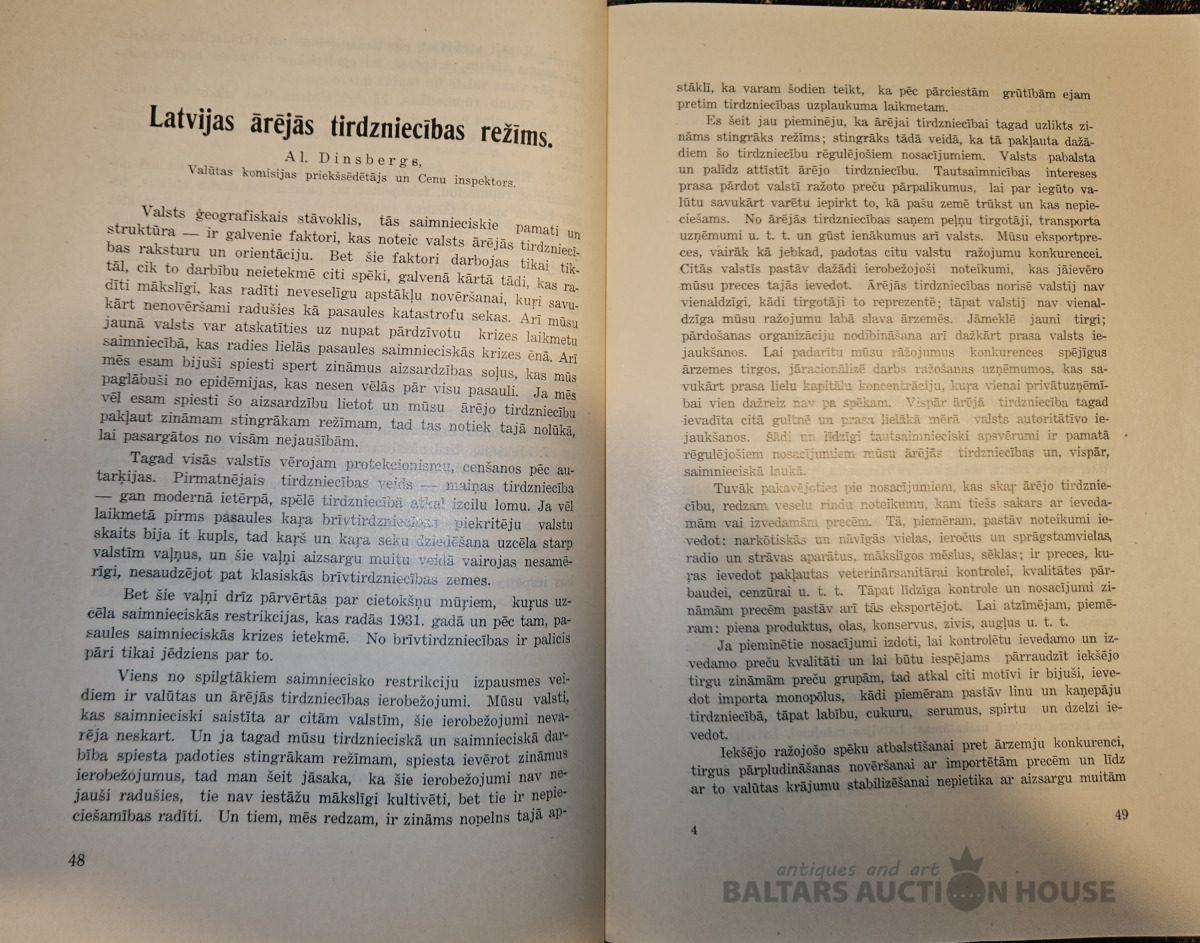 Latvijas ārējās tirdzniecības režīms.
Al. Dinsbergs,
Valūtas komisijas priekšsēdētājs un Cenu inspektors.
Valsts ģeografiskais stāvoklis, tās saimnieciskie pamati un
struktūra — ir galvenie faktori, kas noteic valsts ārējās tirdzniecī-
bas raksturu un orientāciju. Bet šie faktori darbojas tikai tik-
tāl, cik to darbību neietekmē citi spēki, galvenā kārtā tādi, kas ra-
dīti mākslīgi, kas radīti neveselīgu apstākļu novēršanai, kuŗi savu-
kārt nenovēršami radušies kā pasaules katastrofu sekas. Arī mūsu
jaunā valsts var atskatīties uz nupat pārdzīvotu krizes laikmetu
saimniecībā, kas radies lielās pasaules saimnieciskās krizes ēnā. Arī
mēs esam bijuši spiesti spert zināmus aizsardzības soļus, kas mūs
paglābuši no epidēmijas, kas nesen vēlās pār visu pasauli. Ja mēs
vēl esam spiesti šo aizsardzību lietot un mūsu ārējo tirdzniecību
pakļaut zināmam stingrākam režīmam, tad tas notiek tajā nolūkā,
lai pasargātos no visām nejaušībām.
Tagad visās valstīs vērojam protekcionismu, cenšanos pēc au-
tarķijas. Pirmatnējais tirdzniecības veids — maiņas tirdzniecība
— gan modernā ietērpā, spēlē tirdzniecībā atkal izcilu lomu. Ja vēl
laikmetā pirms pasaules kaŗa brīvtirdzniecības piekritēju valstu
skaits bija it kupls, tad kaŗš un kaŗa seku dziedēšana uzcēla starp
valstīm vaļņus, un šie vaļņi aizsargu muitu veidā vairojas nesamē-
rīgi, nesaudzējot pat klasiskās brīvtirdzniecības zemes.
Bet šie vaļņi drīz pārvērtās par cietokšņu mūŗiem, kuŗus uz-
cēla saimnieciskās restrikcijas, kas radās 1931. gadā un pēc tam, pa-
saules saimnieciskās krizes ietekmē. No brīvtirdzniecības ir palicis
pāri tikai jēdziens par to.
Viens no spilgtākiem saimniecisko restrikciju izpausmes vei-
diem ir valūtas un ārējās tirdzniecības ierobežojumi. Mūsu valsti,
kas saimnieciski saistīta ar citām valstīm, šie ierobežojumi neva-
rēja neskart. Un ja tagad mūsu tirdznieciskā un saimnieciskā dar-
bība spiesta padoties stingrākam režīmam, spiesta ievērot zināmus
ierobežojumus, tad man šeit jāsaka, ka šie ierobežojumi nav ne-
jauši radušies, tie nav iestāžu mākslīgi kultivēti, bet tie ir nepie-
ciešamības radīti. Un tiem, mēs redzam, ir zināms nopelns tajā ap-
48
stāklī, ka varam šodien teikt, ka pēc pārciestām grūtībām ejam
pretim tirdzniecības uzplaukuma laikmetam.
Es šeit jau pieminēju, ka ārējai tirdzniecībai tagad uzlikts zi-
nāms stingrāks režīms; stingrāks tādā veidā, ka tā pakļauta dažā-
diem šo tirdzniecību rēgulējošiem nosacījumiem. Valsts pabalsta
un palīdz attīstīt ārējo tirdzniecību. Tautsaimniecības intereses
prasa pārdot valstī ražoto preču pārpalikumus, lai par iegūto va-
lūtu savukārt varētu iepirkt to, kā pašu zemē trūkst un kas nepie-
ciešams. No ārējās tirdzniecības saņem peļņu tirgotāji, transporta
uzņēmumi u. t. t. un gūst ienākumus arī valsts. Mūsu eksportpre-
ces, vairāk kā jebkad, padotas citu valstu ražojumu konkurencei.
Citās valstīs pastāv dažādi ierobežojoši noteikumi, kas jāievēro
mūsu preces tajās ievedot. Ārējās tirdzniecības norisē valstij nav
vienaldzīgi, kādi tirgotāji to reprezentē; tāpat valstij nav vienal-
dzīga mūsu ražojumu labā slava ārzemēs. Jāmeklē jauni tirgi;
pārdošanas organizāciju nodibināšana arī dažkārt prasa valsts ie-
jaukšanos. Lai padarītu mūsu rāžojumus konkurences spējīgus
ārzemes tirgos, jāracionālizē darbs ražošanas uzņēmumos, kas sa-
vukārt prasa lielu kapitālu koncentrāciju, kuŗa vienai privātuzņēmī-
bai vien dažreiz nav pa spēkam. Vispār ārējā tirdzniecība tagad
ievadīta citā gultnē un prasa lielākā mērā valsts autoritātīvo ie-
jaukšanos. Šādi un līdzīgi tautsaimnieciski apsvērumi ir pamatā
rēgulējošiem nosacījumiem mūsu ārējās tirdzniecības un, vispār,
saimnieciskā laukā.
Tuvāk pakavējoties pie nosacījumiem, kas skaŗ ārējo tirdznie-
cību, redzam veselu rindu noteikumu, kam tiešs sakars ar ieveda-
mām vai izvedamām precēm. Tā, piemēram, pastāv noteikumi ie-
vedot: narkōtiskās un nāvīgās vielas, ieročus un sprāgstamvielas,
radio un strāvas aparātus, mākslīgos mēslus, sēklas; ir preces, ku-
ŗas ievedot pakļautas veterinārsanitārai kontrolei, kvalitātes pār-
baudei, cenzūrai u. t. t. Tāpat līdzīga kontrole un nosacījumi zi-
nāmām precēm pastāv arī tās eksportējot. Lai atzīmējam, piemē-
ram: piena produktus, olas, konservus, zivis, augļus u. t. t.
Ja pieminētie nosacījumi izdoti, lai kontrolētu ievedamo un iz-
vedamo preču kvalitāti un lai būtu iespējams pārraudzīt iekšējo
tirgu zināmām preču grupām, tad atkal citi motīvi ir bijuši, ieve-
dot importa monopōlus, kādi piemēram pastāv linu un kaņepāju
tirdzniecībā, tāpat labību, cukuru, serumus, spirtu un dzelzi ie-
vedot.
Iekšējo ražojošo spēku atbalstīšanai pret ārzemju konkurenci,
tirgus pārpludināšanas novēršanai ar importētām precēm un līdz
ar to valūtas krājumu stabilizēšanai nepietika ar aizsargu muitām
4
49
antiques and art
BALTARS AUCTION HOUSE